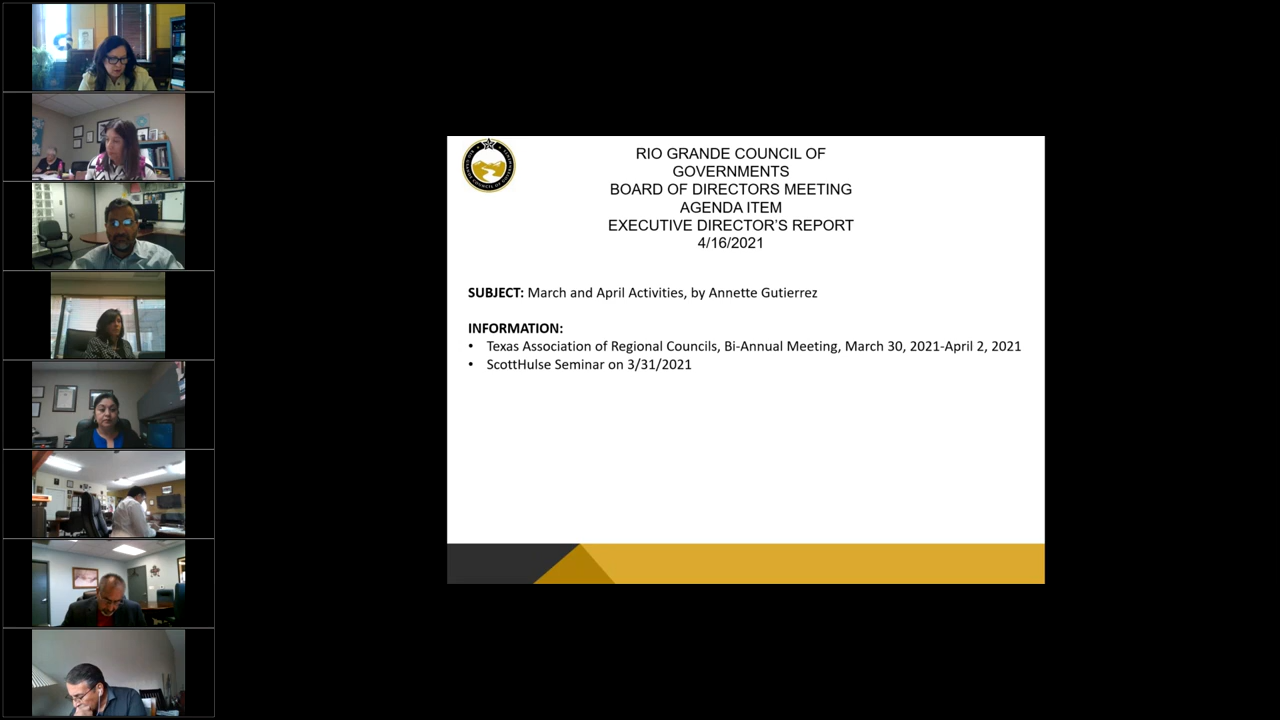 RIO GRANDE COUNCIL OF
GOVERNMENTS
BOARD OF DIRECTORS MEETING
AGENDA ITEM
EXECUTIVE DIRECTOR'S REPORT
4/16/2021
SUBJECT: March and April Activities, by Annette Gutierrez
INFORMATION:
• Texas Association of Regional Councils, Bi-Annual Meeting, March 30, 2021-April 2, 2021
• ScottHulse Seminar on 3/31/2021